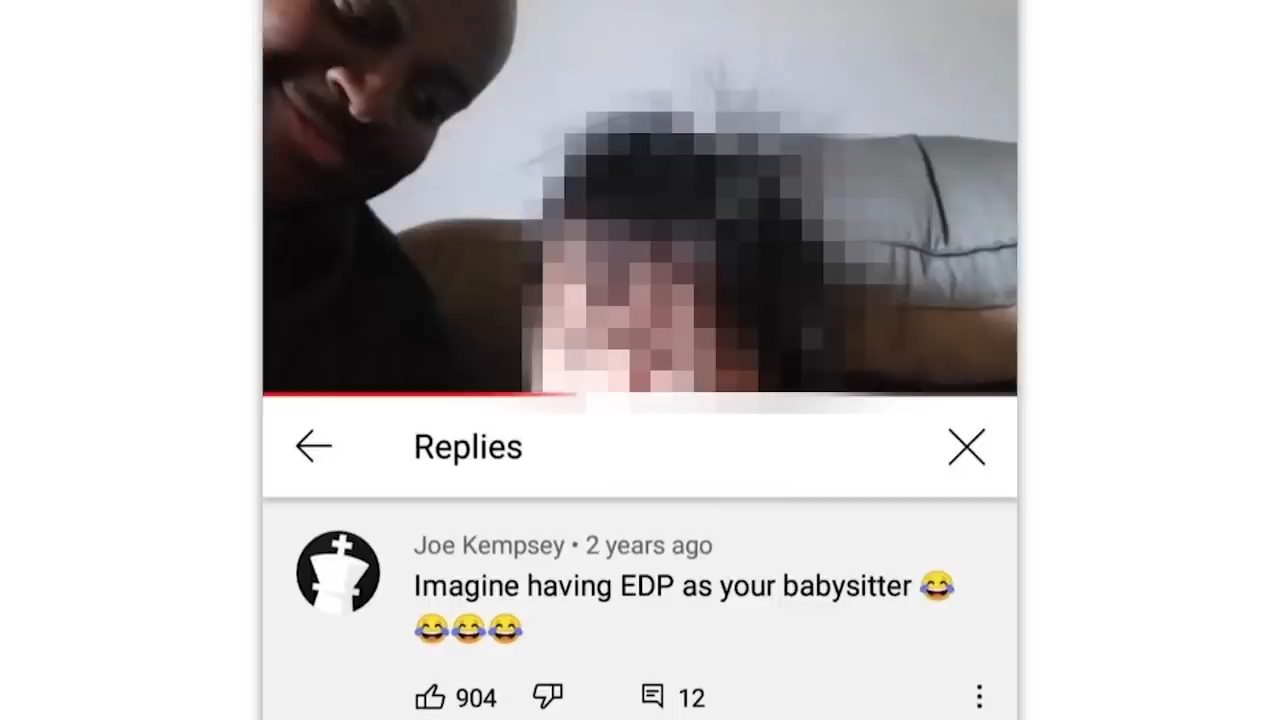 Replies
Joe Kempsey • 2 years ago
Imagine having EDP as your babysitter 😂
😂😂😂
904
12